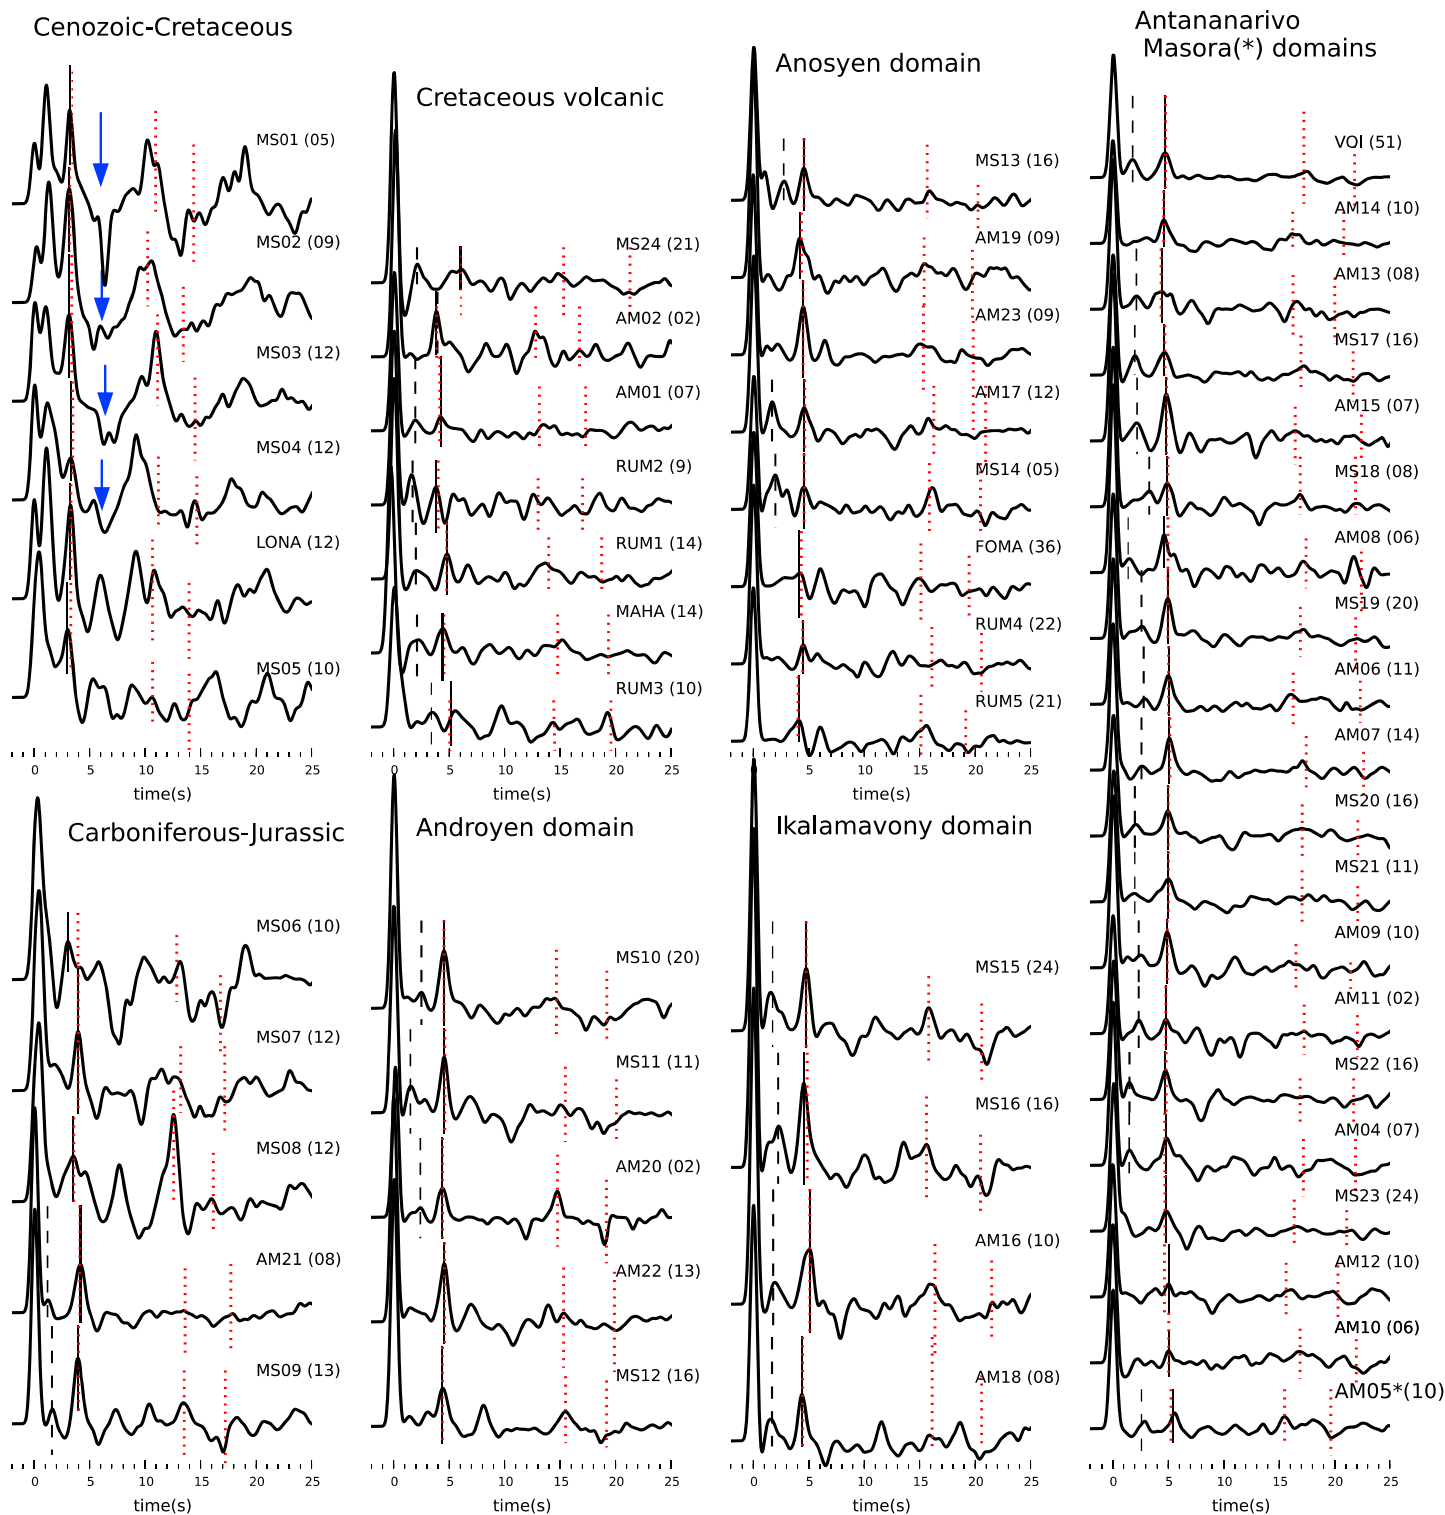 Cenozoic-Cretaceous
MS01 (05)
MS02 (09)
MS03 (12)
MS04 (12)
LONA (12)
MS05 (10)
0 5 10 15 20 25
time(s)
Cretaceous volcanic
MS24 (21)
AM02 (02)
AM01 (07)
RUM2 (9)
RUM1 (14)
MAHA (14)
RUM3 (10)
0 5 10 15 20 25
time(s)
Anosyen domain
MS13 (16)
AM19 (09)
AM23 (09)
AM17 (12)
MS14 (05)
FOMA (36)
RUM4 (22)
RUM5 (21)
0 5 10 15 20 25
time(s)
Antananarivo
Masora(*) domains
VOI (51)
AM14 (10)
AM13 (08)
MS17 (16)
AM15 (07)
MS18 (08)
AM08 (06)
MS19 (20)
AM06 (11)
AM07 (14)
MS20 (16)
MS21 (11)
AM09 (10)
AM11 (02)
MS22 (16)
AM04 (07)
MS23 (24)
AM12 (10)
AM10 (06)
AM05*(10)
0 5 10 15 20 25
time(s)
Carboniferous-Jurassic
MS06 (10)
MS07 (12)
MS08 (12)
AM21 (08)
MS09 (13)
0 5 10 15 20 25
time(s)
Androyen domain
MS10 (20)
MS11 (11)
AM20 (02)
AM22 (13)
MS12 (16)
0 5 10 15 20 25
time(s)
Ikalamavony domain
MS15 (24)
MS16 (16)
AM16 (10)
AM18 (08)
0 5 10 15 20 25
time(s)